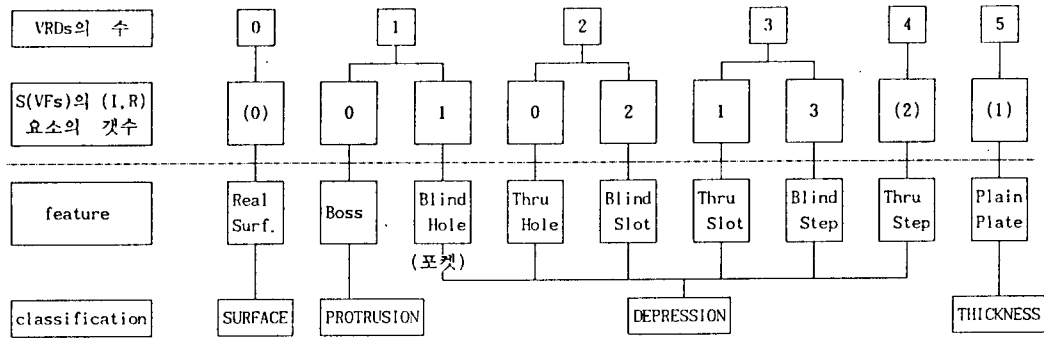 VRDs의 수 0 1 2 3 4 5
S(VFs)의 (I,R) 요소의 갯수 (0) 0 1 0 2 1 3 (2) (1)
feature
Real Surf.
Boss
Blind Hole
(포켓)
Thru Hole
Blind Slot
Thru Slot
Blind Step
Thru Step
Plain Plate
classification SURFACE PROTRUSION DEPRESSION THICKNESS